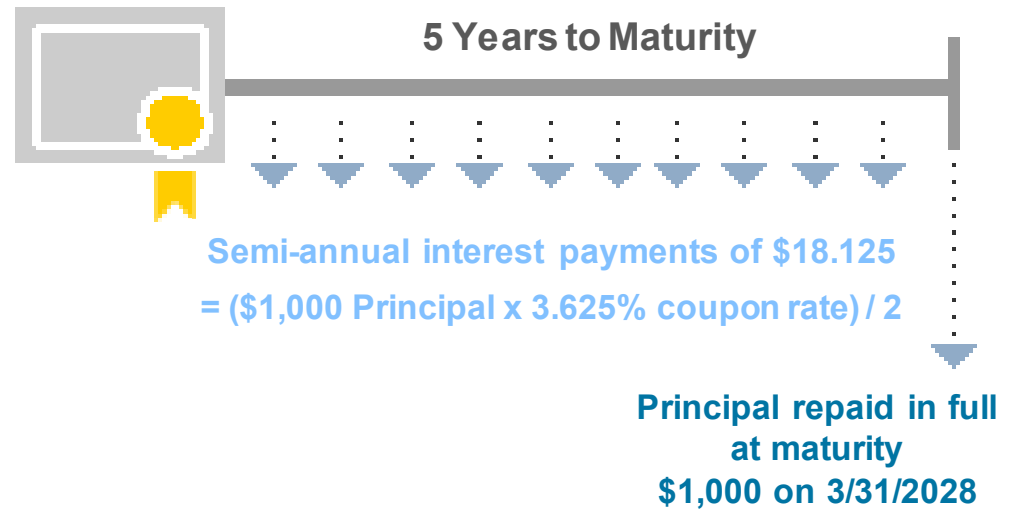 5 Years to Maturity
Semi-annual interest payments of $18.125
= ($1,000 Principal x 3.625% coupon rate) / 2
Principal repaid in full
at maturity
$1,000 on 3/31/2028